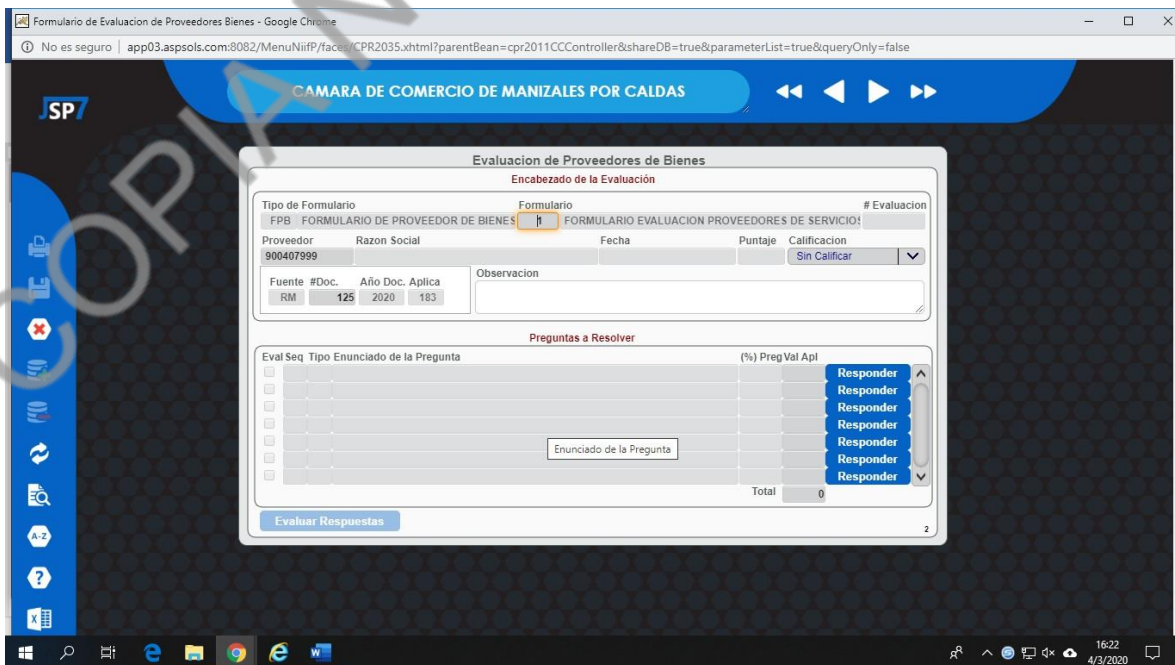 Formulario de Evaluacion de Proveedores Bienes - Google Chrome
No es seguro | app03.aspsols.com:8082/MenuNiifP/faces/CPR2035.xhtml?parentBean=cpr2011CCController&shareDB=true&parameterList=true&queryOnly=false
JSP7
CAMARA DE COMERCIO DE MANIZALES POR CALDAS
Evaluacion de Proveedores de Bienes
Encabezado de la Evaluación
Tipo de Formulario Formulario # Evaluacion
FPB FORMULARIO DE PROVEEDOR DE BIENES 1 FORMULARIO EVALUACION PROVEEDORES DE SERVICIOS
Proveedor Razon Social Fecha Puntaje Calificacion
900407999 Sin Calificar
Fuente #Doc. Año Doc. Aplica Observacion
RM 125 2020 183
Preguntas a Resolver
Eval Seq Tipo Enunciado de la Pregunta (%) Preg Val Apl
Responder
Responder
Responder
Responder
Responder
Enunciado de la Pregunta
Responder
Responder
Total 0
Evaluar Respuestas
2
A-Z
?
16:22
4/3/2020
COPIA